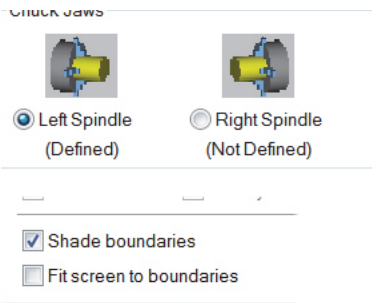 Chuck Jaws
Left Spindle Right Spindle
(Defined) (Not Defined)
Shade boundaries
Fit screen to boundaries